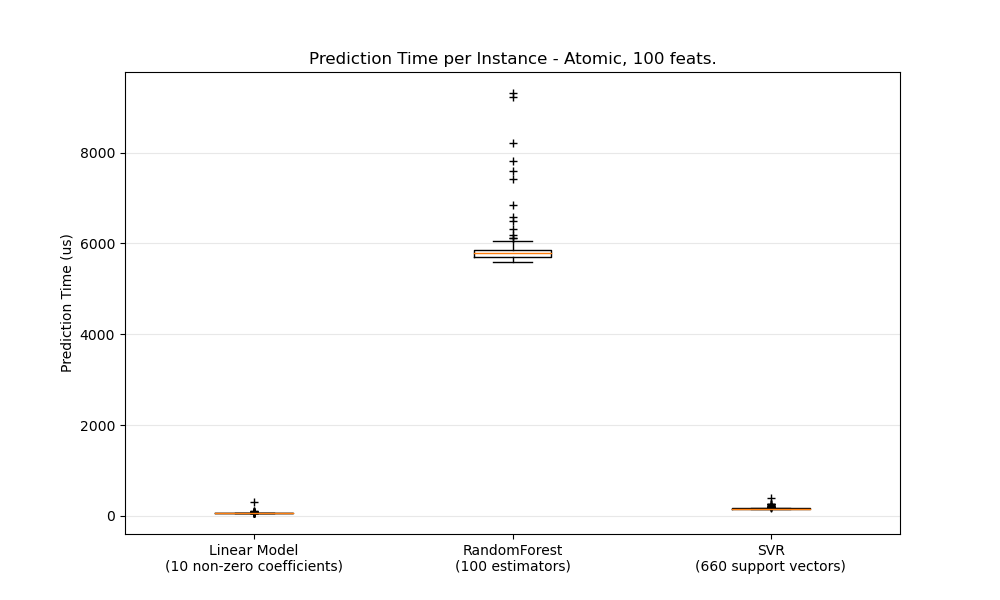 Prediction Time per Instance - Atomic, 100 feats.
Prediction Time (us)
8000
6000
4000
2000
0
Linear Model
(10 non-zero coefficients)
RandomForest
(100 estimators)
SVR
(660 support vectors)